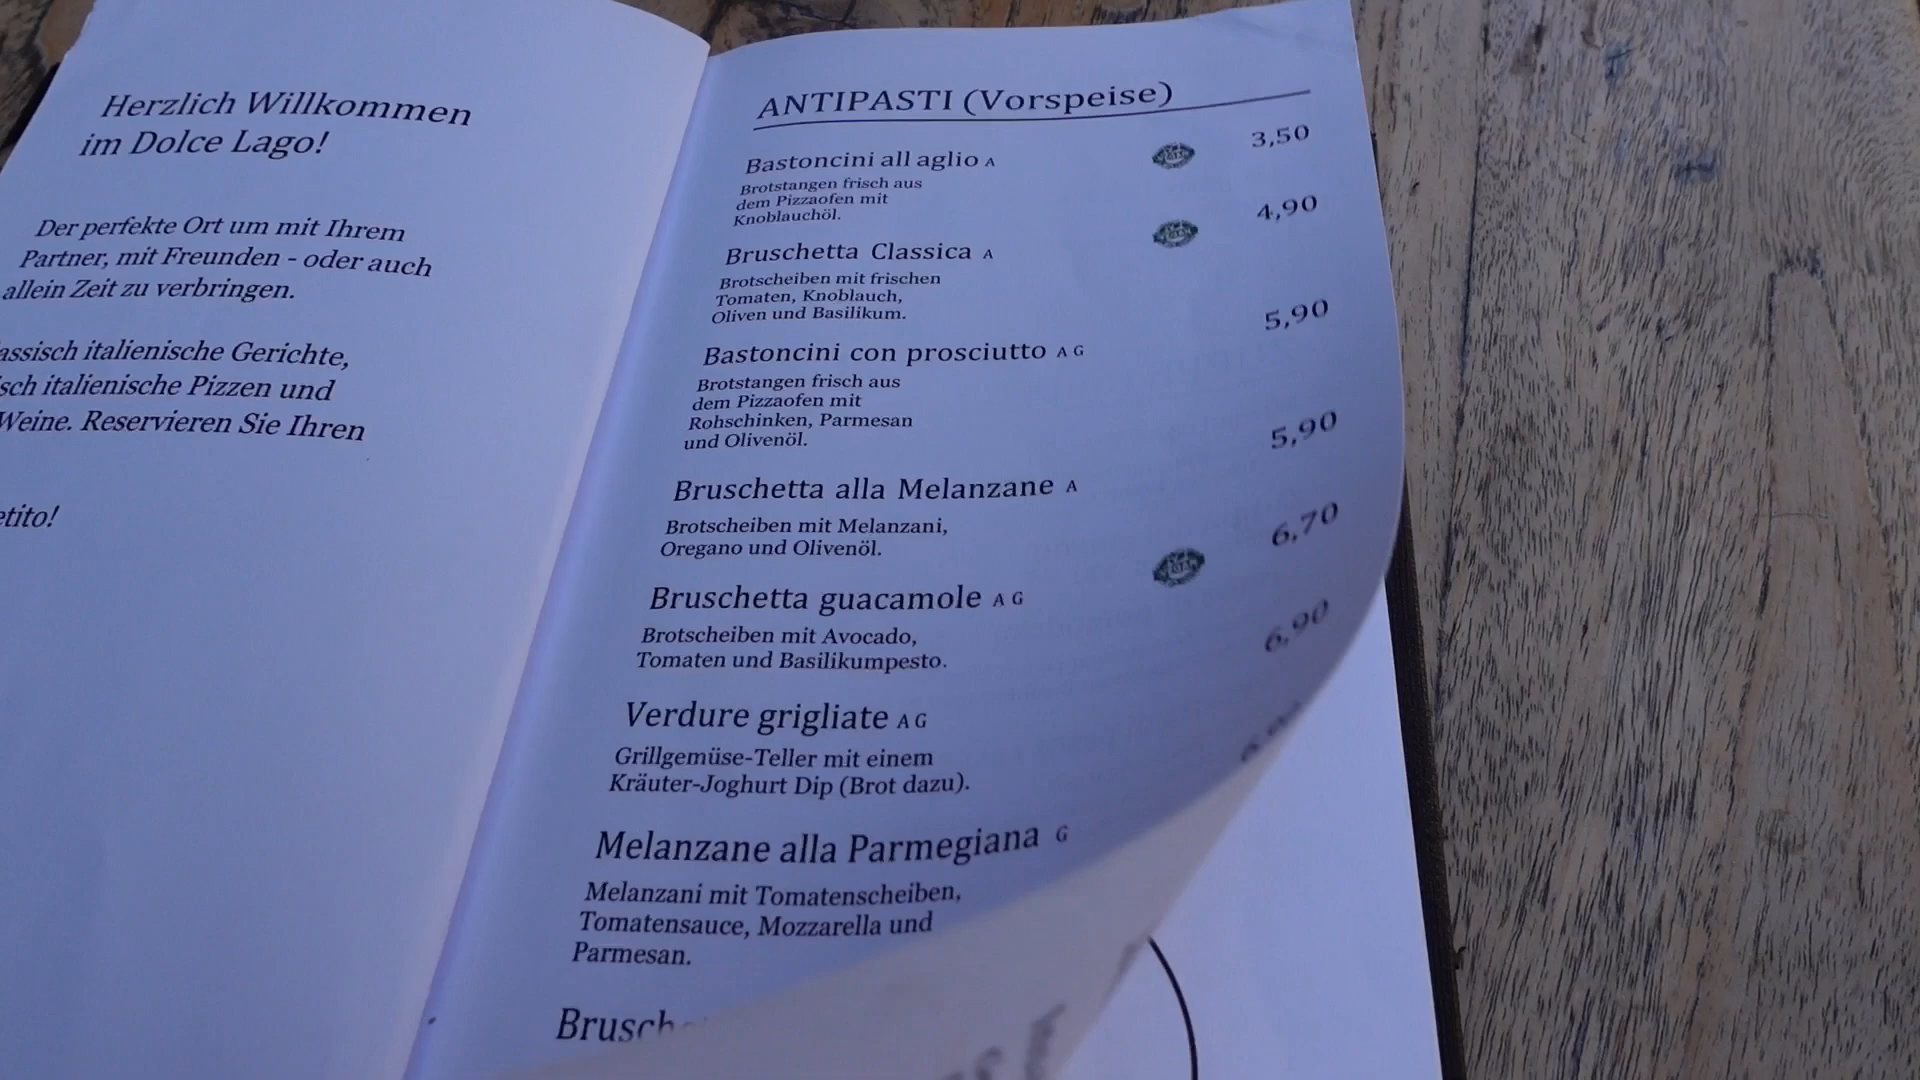 Herzlich Willkommen
im Dolce Lago!
Der perfekte Ort um mit Ihrem
Partner, mit Freunden - oder auch
allein Zeit zu verbringen.
italienische Gerichte,
italienische Pizzen und
Weine. Reservieren Sie Ihren
ANTIPASTI (Vorspeise)
Bastoncini all aglio A 3,50
Brotstangen frisch aus
dem Pizzaofen mit
Knoblauchöl.
Bruschetta Classica A 4,90
Brotscheiben mit frischen
Tomaten, Knoblauch,
Oliven und Basilikum.
Bastoncini con prosciutto A G 5,90
Brotstangen frisch aus
dem Pizzaofen mit
Rohschinken, Parmesan
und Olivenöl.
Bruschetta alla Melanzane A 5,90
Brotscheiben mit Melanzani,
Oregano und Olivenöl.
Bruschetta guacamole A G 6,70
Brotscheiben mit Avocado,
Tomaten und Basilikumpesto.
Verdure grigliate A G 6,90
Grillgemüse-Teller mit einem
Kräuter-Joghurt Dip (Brot dazu).
Melanzane alla Parmegiana G
Melanzani mit Tomatenscheiben,
Tomatensauce, Mozzarella und
Parmesan.